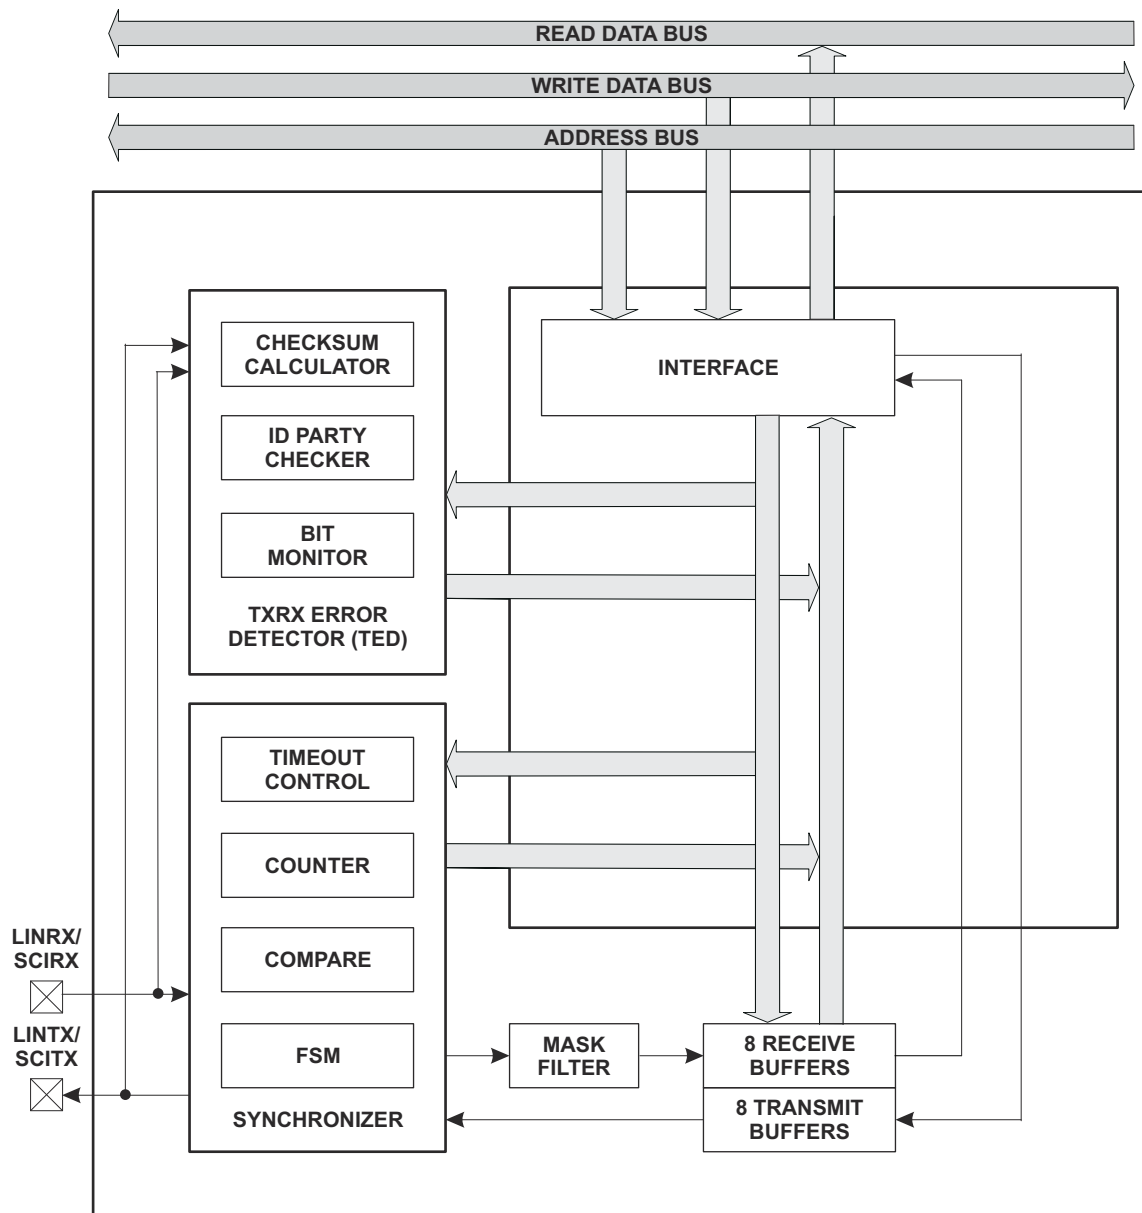 READ DATA BUS
WRITE DATA BUS
ADDRESS BUS
CHECKSUM
CALCULATOR
INTERFACE
ID PARTY
CHECKER
BIT
MONITOR
TXRX ERROR
DETECTOR (TED)
TIMEOUT
CONTROL
COUNTER
COMPARE
LINRX/
SCIRX
LINTX/
SCITX
FSM
MASK
FILTER
8 RECEIVE
BUFFERS
SYNCHRONIZER
8 TRANSMIT
BUFFERS